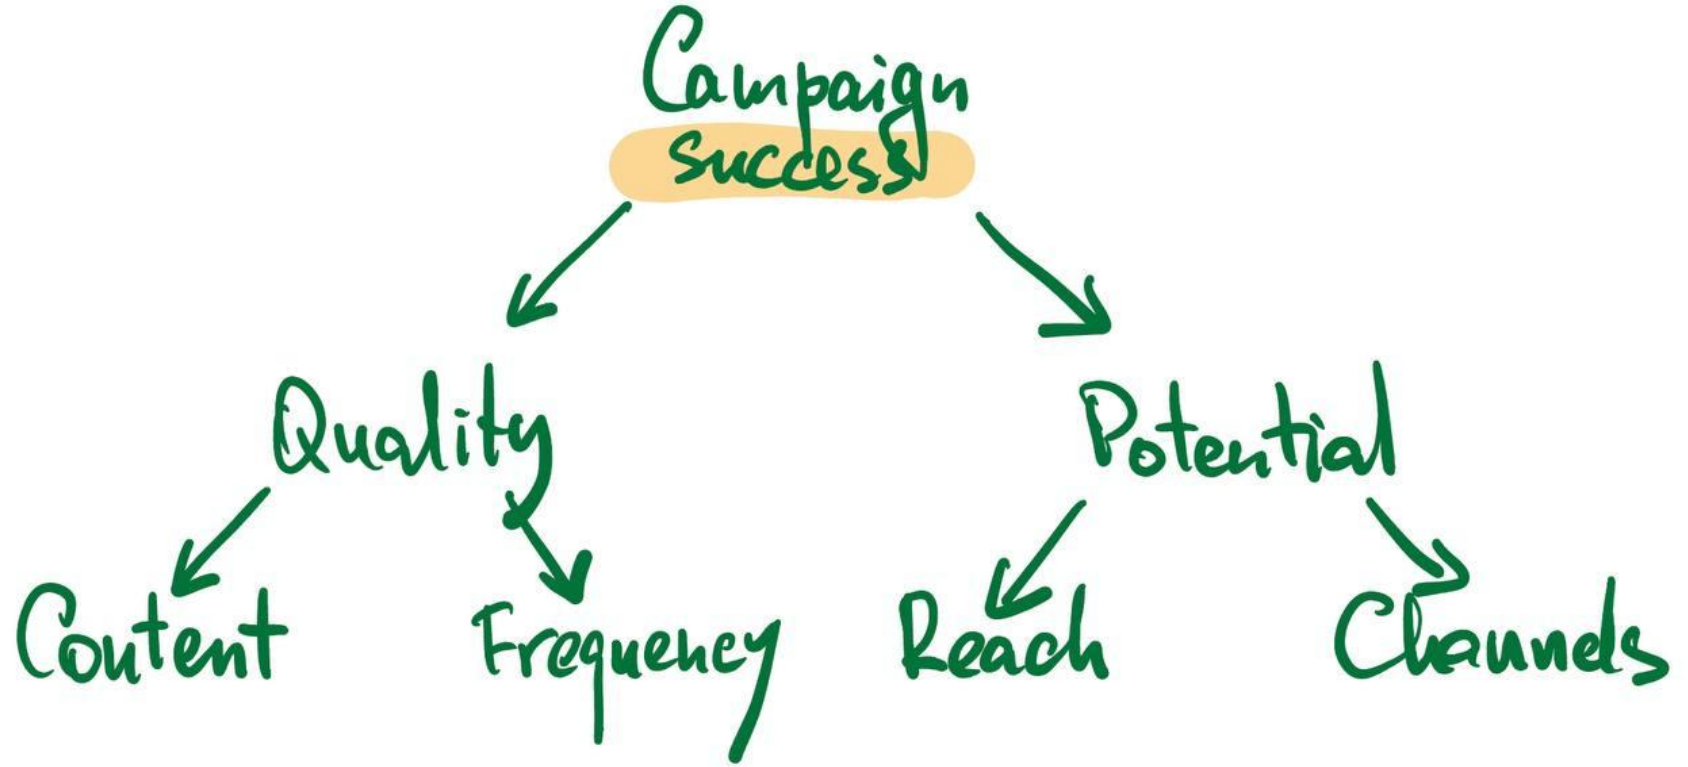 Campaign
success
Quality
Potential
Content
Frequency
Reach
Channels